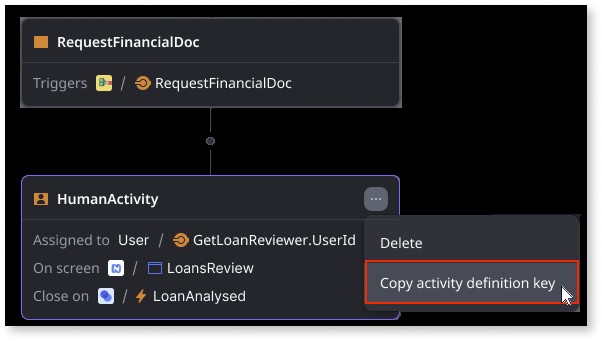 RequestFinancialDoc
Triggers / RequestFinancialDoc
HumanActivity
Assigned to User / GetLoanReviewer.UserId
Delete
On screen N / LoansReview
Copy activity definition key
Close on / LoanAnalysed